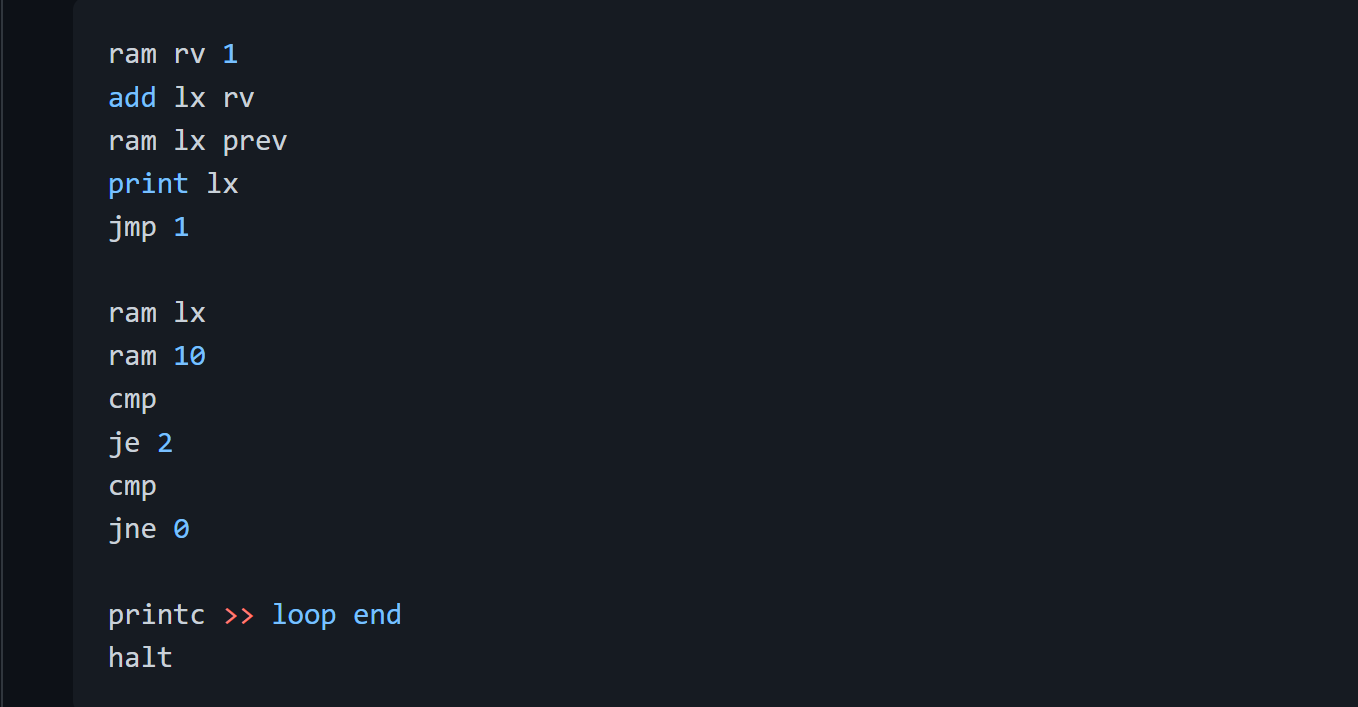 ram rv 1
add lx rv
ram lx prev
print lx
jmp 1
ram lx
ram 10
cmp
je 2
cmp
jne 0
printc >> loop end
halt